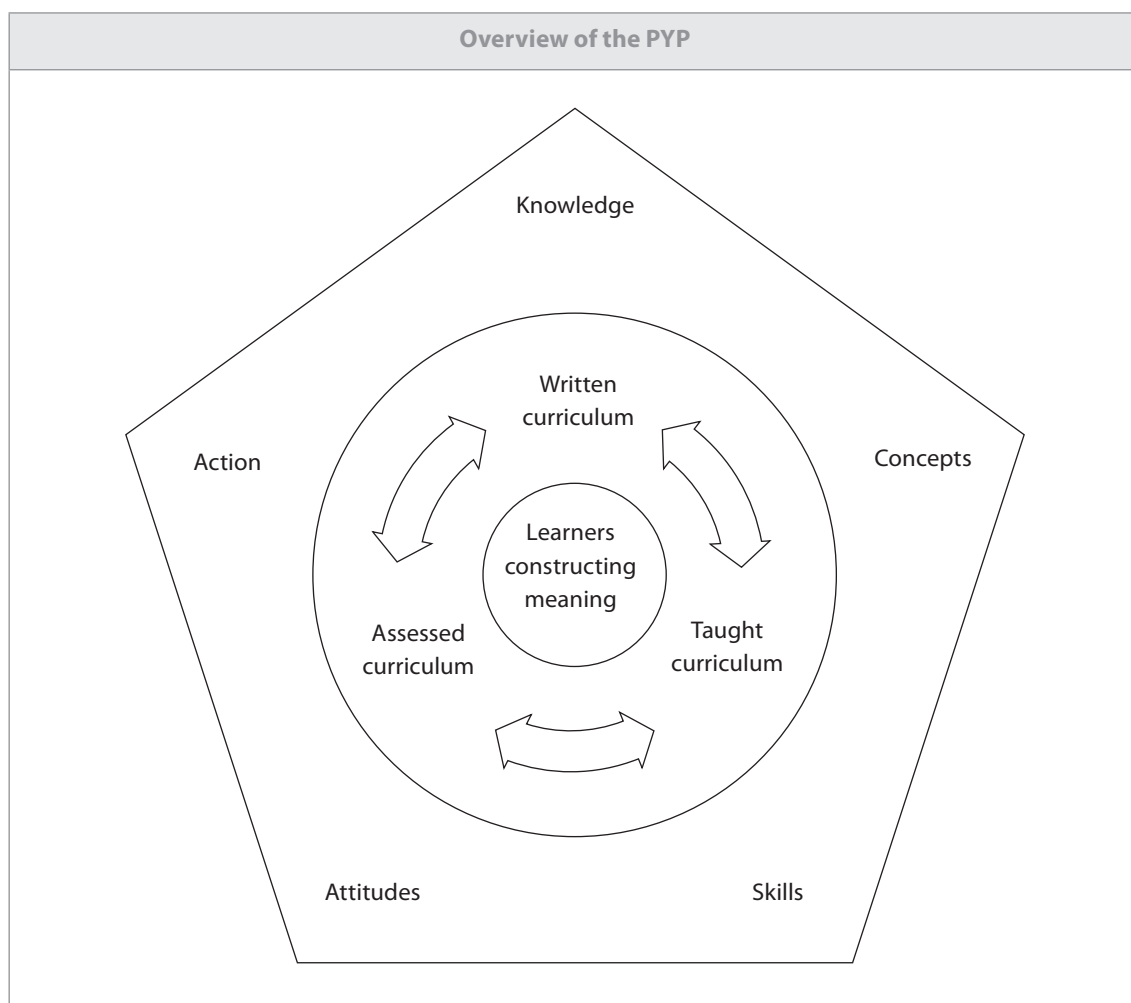 Overview of the PYP
Knowledge
Written
curriculum
Action
Concepts
Learners
constructing
meaning
Assessed
curriculum
Taught
curriculum
Attitudes
Skills